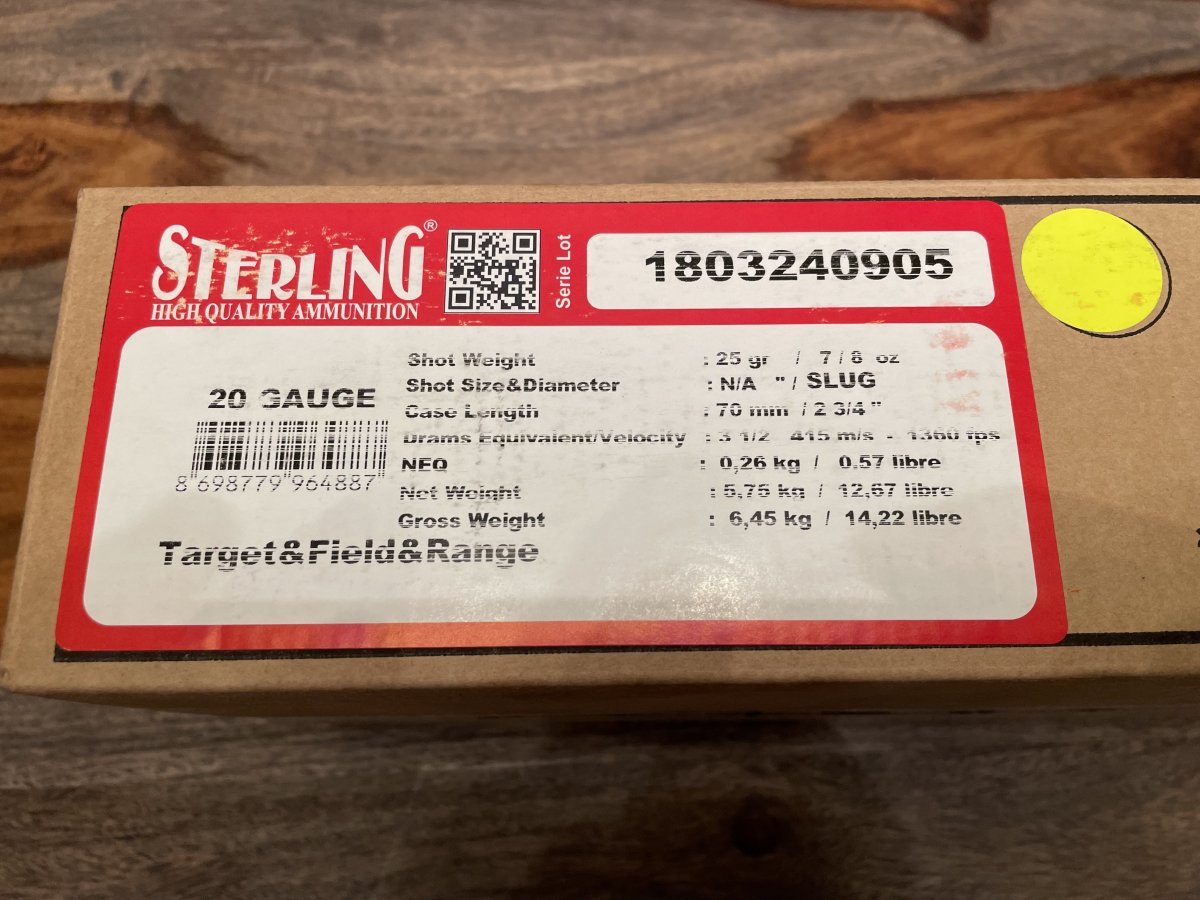 STERLING®
HIGH QUALITY AMMUNITION
Serie Lot
1803240905
20 GAUGE
8"698779"964887"
Shot Weight : 25 gr / 7 / 8 oz
Shot Size&Diameter : N/A " / SLUG
Case Length : 70 mm / 2 3/4 "
Drams Equivalent/Velocity : 3 1/2 415 m/s - 1360 fps
NEQ : 0,26 kg / 0.57 libre
Net Weight : 5,75 kg / 12,67 libre
Gross Weight : 6,45 kg / 14,22 libre
Target&Field&Range